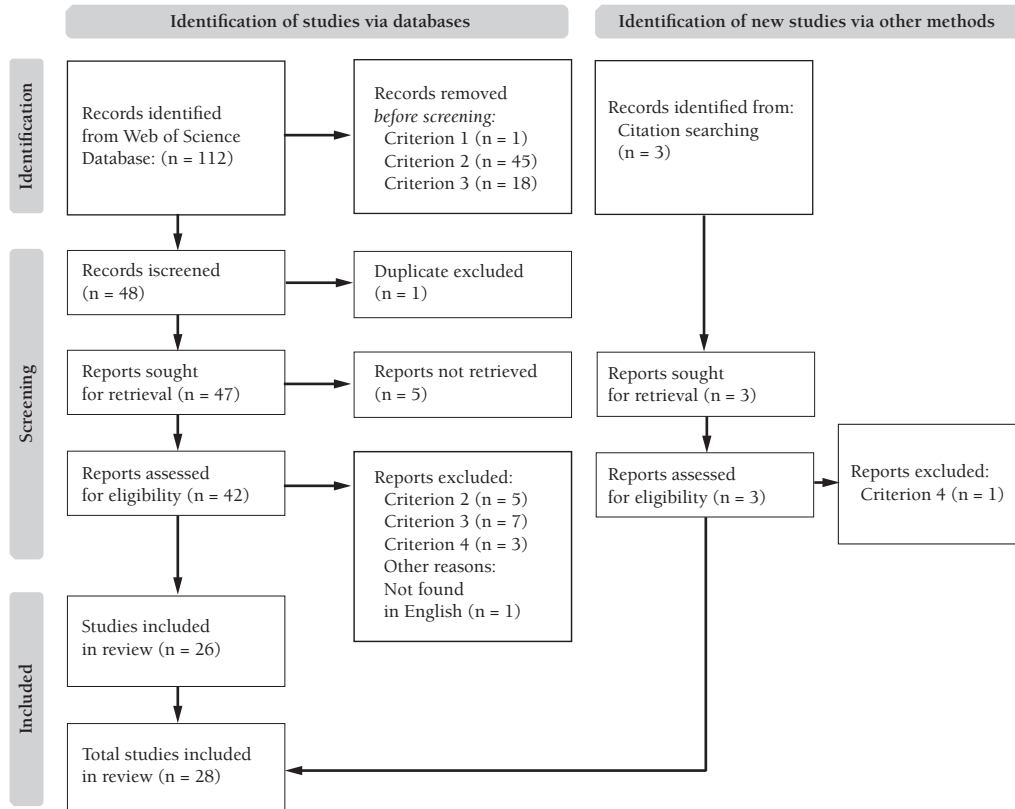 Identification of studies via databases
Identification of new studies via other methods
Identification
Records identified
from Web of Science
Database: (n = 112)
Records removed
before screening:
Criterion 1 (n = 1)
Criterion 2 (n = 45)
Criterion 3 (n = 18)
Records identified from:
Citation searching
(n = 3)
Screening
Records iscreened
(n = 48)
Duplicate excluded
(n = 1)
Reports sought
for retrieval (n = 47)
Reports not retrieved
(n = 5)
Reports sought
for retrieval (n = 3)
Reports assessed
for eligibility (n = 42)
Reports excluded:
Criterion 2 (n = 5)
Criterion 3 (n = 7)
Criterion 4 (n = 3)
Other reasons:
Not found
in English (n = 1)
Reports assessed
for eligibility (n = 3)
Reports excluded:
Criterion 4 (n = 1)
Included
Studies included
in review (n = 26)
Total studies included
in review (n = 28)